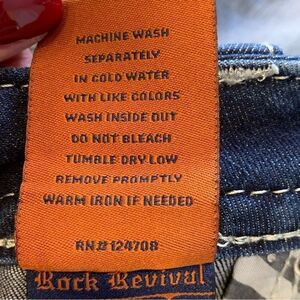 MACHINE WASH
SEPARATELY
IN COLD WATER
WITH LIKE COLORS
WASH INSIDE OUT
DO NOT BLEACH
TUMBLE DRY LOW
REMOVE PROMPTLY
WARM IRON IF NEEDED
RN# 124708
Rock Revival